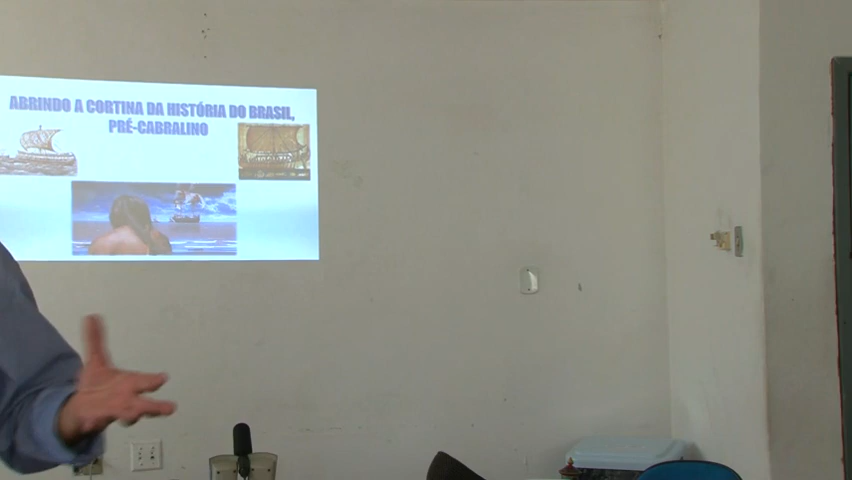 ABRINDO A CORTINA DA HISTÓRIA DO BRASIL,
PRÉ-CABRALINO